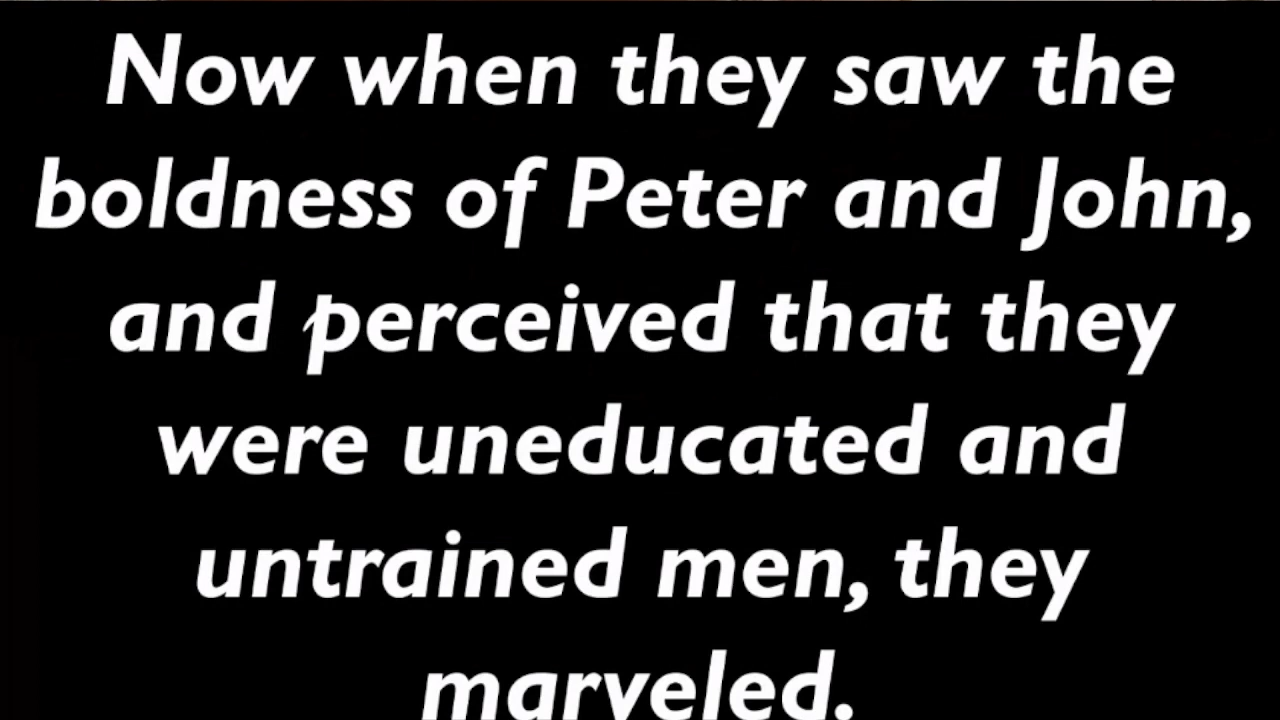 Now when they saw the
boldness of Peter and John,
and perceived that they
were uneducated and
untrained men, they
marveled.